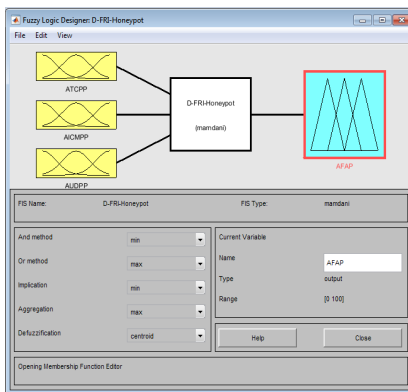 Fuzzy Logic Designer: D-FRI-Honeypot
File Edit View
ATCPP
AICMPP
AUDPP
D-FRI-Honeypot
(mamdani)
AFAP
FIS Name: D-FRI-Honeypot FIS Type: mamdani
And method min
Or method max
Implication min
Aggregation max
Defuzzification centroid
Current Variable
Name AFAP
Type output
Range [0 100]
Help Close
Opening Membership Function Editor